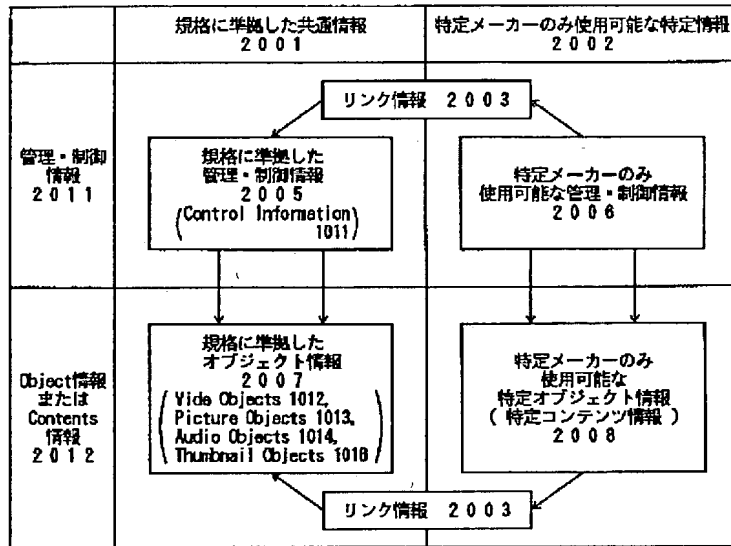 規格に準拠した共通情報
2001
特定メーカーのみ使用可能な特定情報
2002
リンク情報 2003
管理・制御
情報
2011
規格に準拠した
管理・制御情報
2005
(Control Information
1011)
特定メーカーのみ
使用可能な管理・制御情報
2006
Object情報
または
Contents
情報
2012
規格に準拠した
オブジェクト情報
2007
(Vide Objects 1012,
Picture Objects 1013,
Audio Objects 1014,
Thumbnail Objects 1016)
特定メーカーのみ
使用可能な
特定オブジェクト情報
(特定コンテンツ情報)
2008
リンク情報 2003